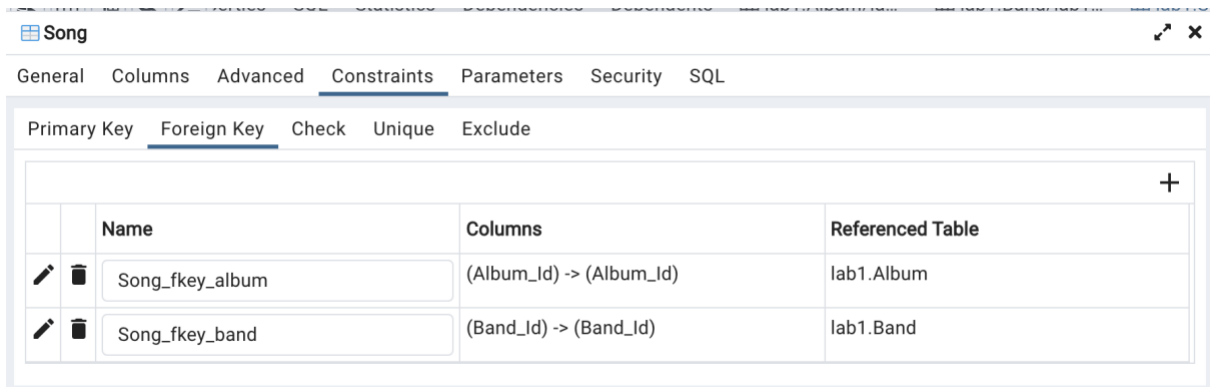 Song
General Columns Advanced Constraints Parameters Security SQL
Primary Key Foreign Key Check Unique Exclude
Name Columns Referenced Table
Song_fkey_album (Album_Id) -> (Album_Id) lab1.Album
Song_fkey_band (Band_Id) -> (Band_Id) lab1.Band